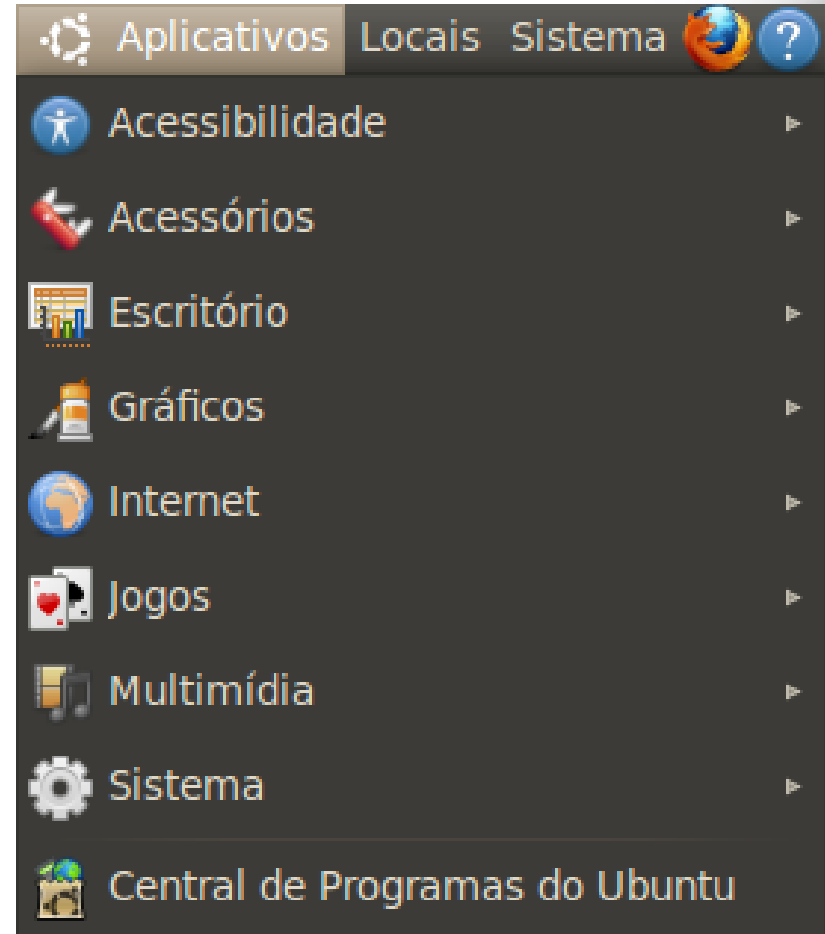 Aplicativos Locais Sistema ?
Acessibilidade
Acessórios
Escritório
Gráficos
Internet
Jogos
Multimídia
Sistema
Central de Programas do Ubuntu